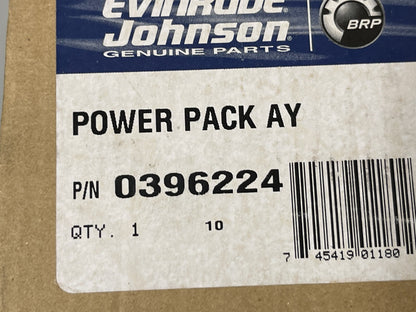 EVINRUDE
Johnson
GENUINE PARTS
BRP
POWER PACK AY
P/N 0396224
QTY. 1 10
7 45419 01180